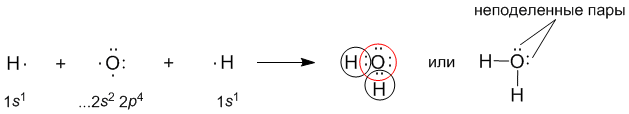 неподеленные пары
H· + ·Ö· + ·H → H:Ö: H или H–Ö: H
1s¹ ...2s² 2p⁴ 1s¹